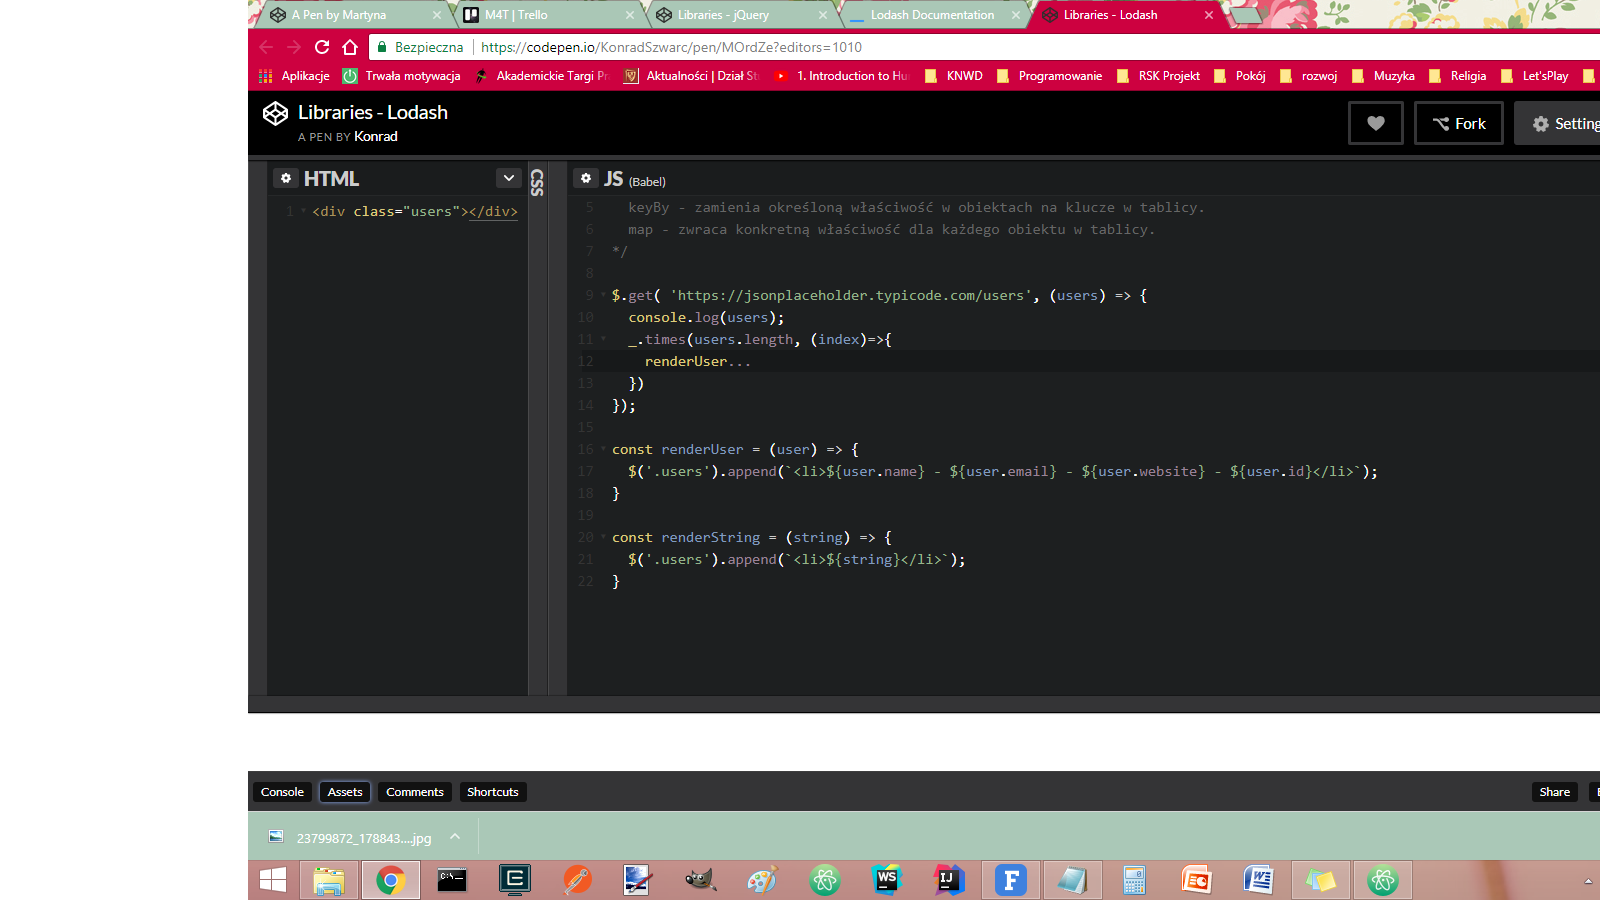 A Pen by Martyna
M4T | Trello
Libraries - jQuery
Lodash Documentation
Libraries - Lodash
Bezpieczna
https://codepen.io/KonradSzwarc/pen/MOrdZe?editors=1010
Aplikacje
Trwała motywacja
Akademickie Targi Pr
Aktualności | Dział St
1. Introduction to Hu
KNWD
Programowanie
RSK Projekt
Pokój
rozwoj
Muzyka
Religia
Let'sPlay
Libraries - Lodash
A PEN BY Konrad
Fork
Setting
HTML
CSS
JS (Babel)
1 <div class="users"></div>
5 keyBy - zamienia określoną właściwość w obiektach na klucze w tablicy.
6 map - zwraca konkretną właściwość dla każdego obiektu w tablicy.
7 */
8
9 $.get( 'https://jsonplaceholder.typicode.com/users', (users) => {
10 console.log(users);
11 _.times(users.length, (index)=>{
12 renderUser...
13 })
14 });
15
16 const renderUser = (user) => {
17 $('.users').append(`<li>${user.name} - ${user.email} - ${user.website} - ${user.id}</li>`);
18 }
19
20 const renderString = (string) => {
21 $('.users').append(`<li>${string}</li>`);
22 }
Console
Assets
Comments
Shortcuts
Share
23799872_178843....jpg
C:\_
E
WS
IJ
F